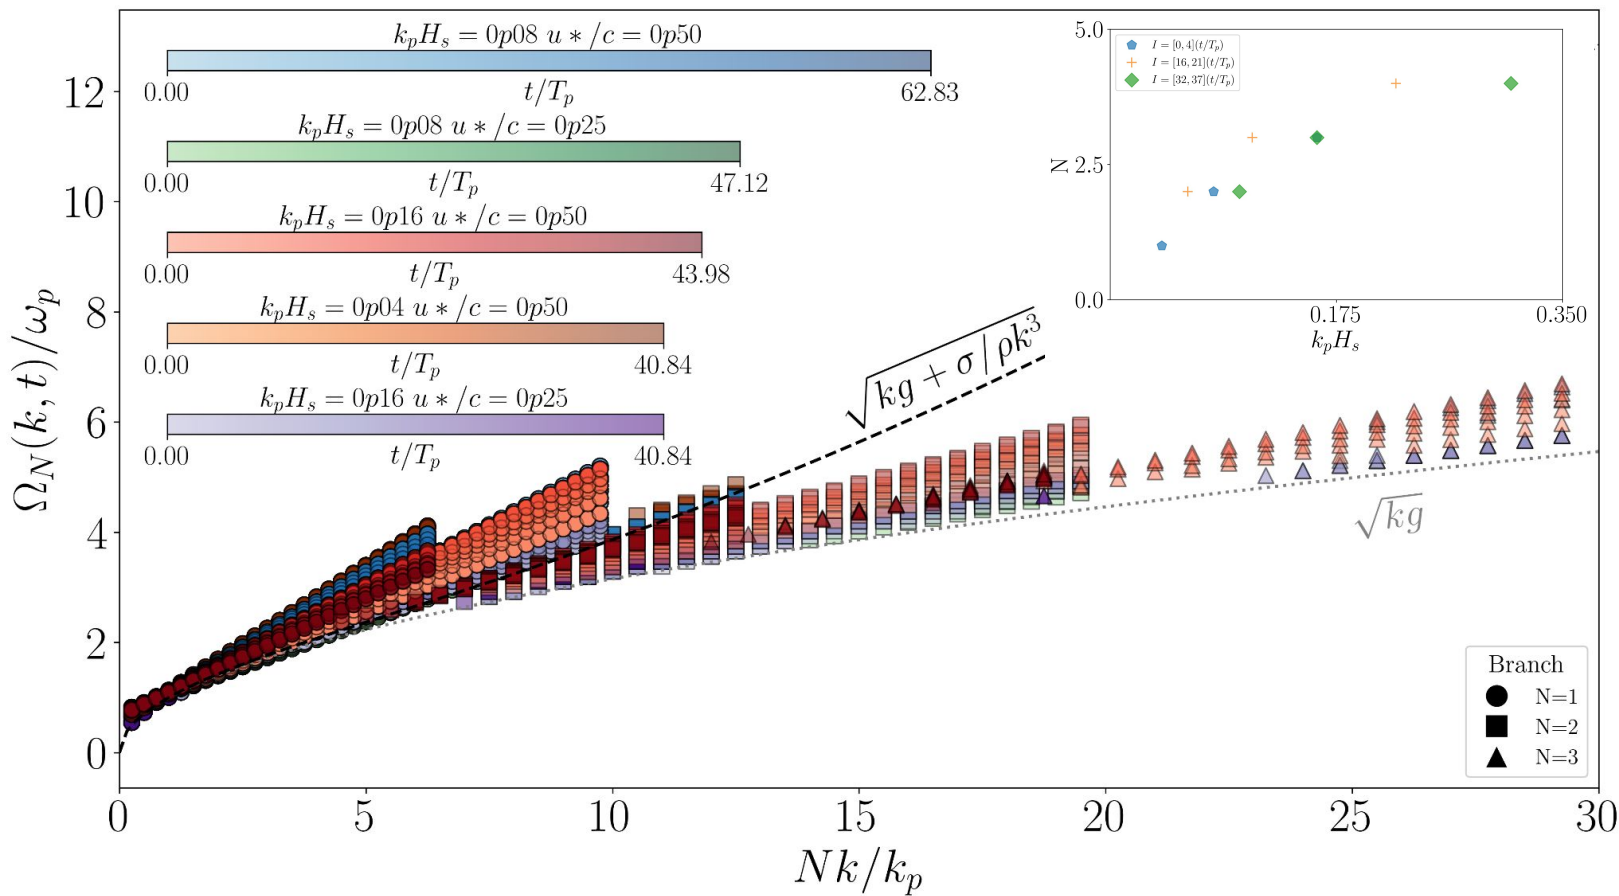 k_pH_s = 0p08 u*/c = 0p50
0.00 t/T_p 62.83
k_pH_s = 0p08 u*/c = 0p25
0.00 t/T_p 47.12
k_pH_s = 0p16 u*/c = 0p50
0.00 t/T_p 43.98
k_pH_s = 0p04 u*/c = 0p50
0.00 t/T_p 40.84
k_pH_s = 0p16 u*/c = 0p25
0.00 t/T_p 40.84
Ω_N(k, t)/ω_p
12
10
8
6
4
2
0
0 5 10 15 20 25 30
Nk/k_p
√(kg + σ/ρk³)
√(kg)
5.0
2.5
0.0
N
I = [0, 4](t/T_p)
I = [16, 21](t/T_p)
I = [32, 37](t/T_p)
0.175 0.350
k_pH_s
Branch
N=1
N=2
N=3